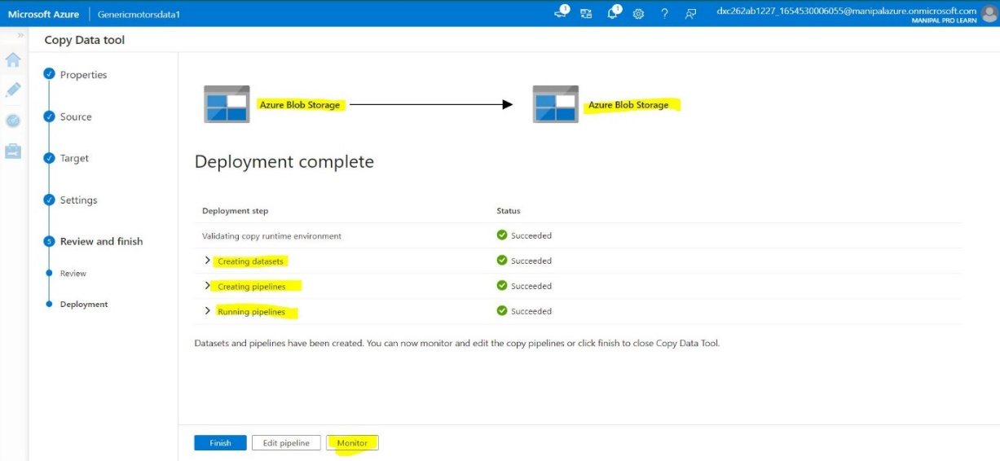 Microsoft Azure Genericmotorsdata1
1
1
dxc262ab1227_1654530006055@manipalazure.onmicrosoft.com
MANIPAL PRO LEARN
Copy Data tool
Properties
Source
Target
Settings
5 Review and finish
Review
Deployment
Azure Blob Storage
Azure Blob Storage
Deployment complete
Deployment step Status
Validating copy runtime environment Succeeded
Creating datasets Succeeded
Creating pipelines Succeeded
Running pipelines Succeeded
Datasets and pipelines have been created. You can now monitor and edit the copy pipelines or click finish to close Copy Data Tool.
Finish Edit pipeline Monitor